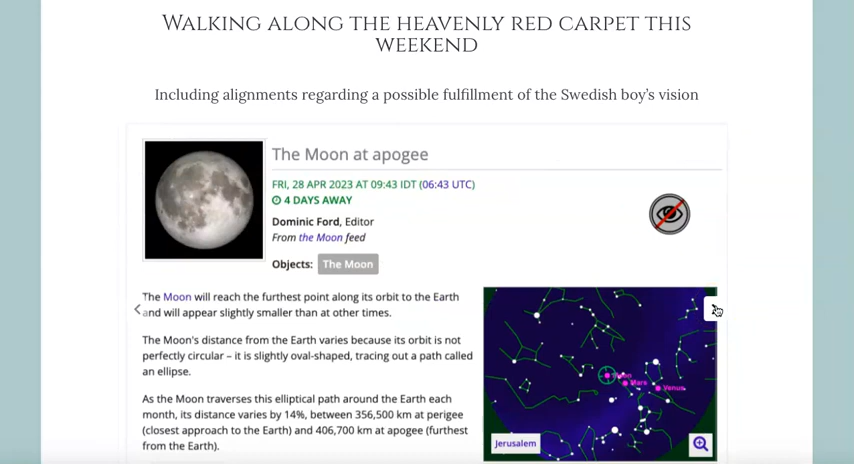 Walking along the heavenly red carpet this
weekend
Including alignments regarding a possible fulfillment of the Swedish boy's vision
The Moon at apogee
FRI, 28 APR 2023 AT 09:43 IDT (06:43 UTC)
4 DAYS AWAY
Dominic Ford, Editor
From the Moon feed
Objects: The Moon
The Moon will reach the furthest point along its orbit to the Earth
and will appear slightly smaller than at other times.
The Moon's distance from the Earth varies because its orbit is not
perfectly circular – it is slightly oval-shaped, tracing out a path called
an ellipse.
As the Moon traverses this elliptical path around the Earth each
month, its distance varies by 14%, between 356,500 km at perigee
(closest approach to the Earth) and 406,700 km at apogee (furthest
from the Earth).
Moon
Mars
Venus
Jerusalem